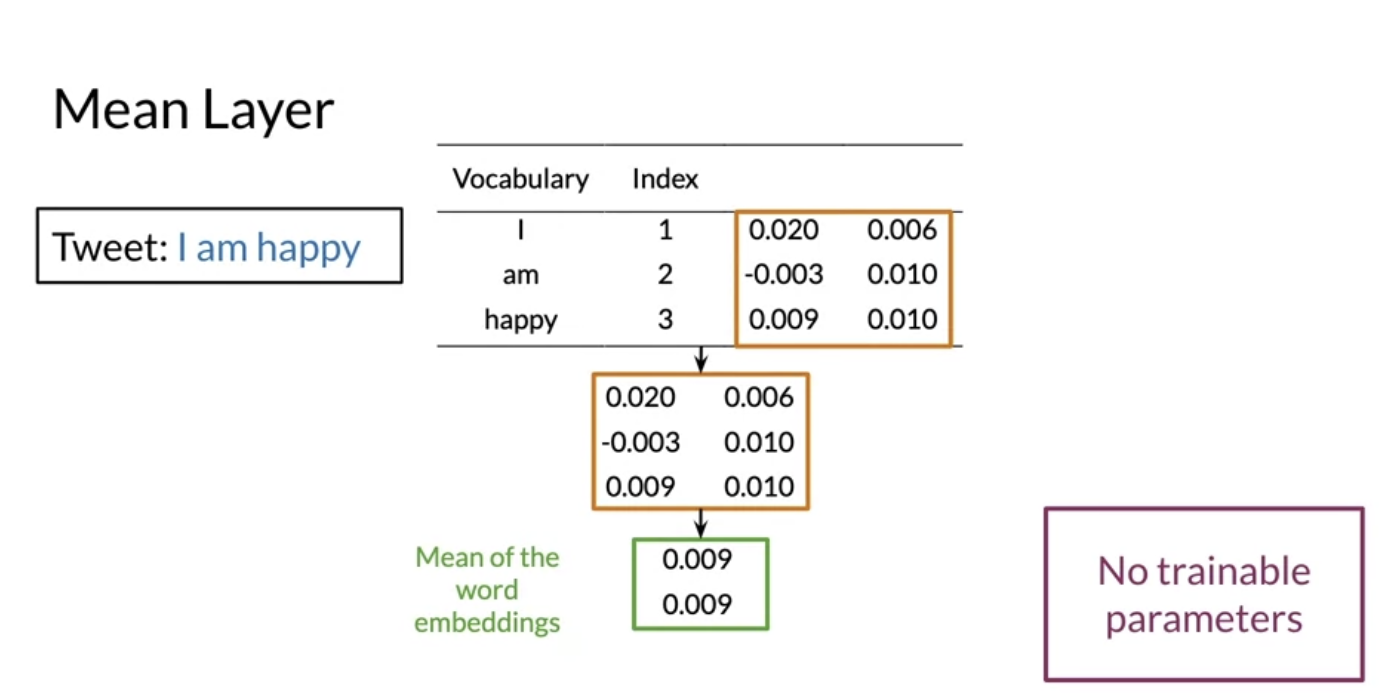 Mean Layer
Tweet: I am happy
Vocabulary Index
I 1 0.020 0.006
am 2 -0.003 0.010
happy 3 0.009 0.010
0.020 0.006
-0.003 0.010
0.009 0.010
Mean of the
word
embeddings
0.009
0.009
No trainable
parameters